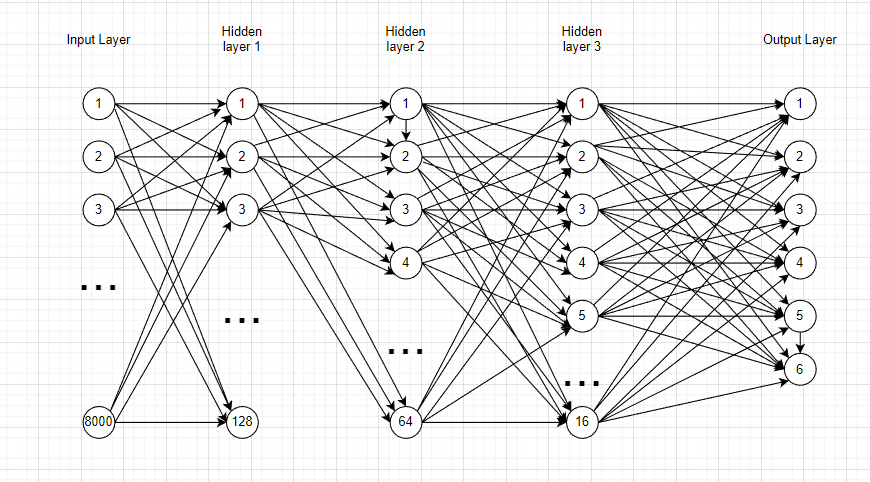 Input Layer
Hidden
layer 1
Hidden
layer 2
Hidden
layer 3
Output Layer
1 1 1 1 1
2 2 2 2 2
3 3 3 3 3
4 4 4
... 5 5
... ... 6
...
8000 128 64 16